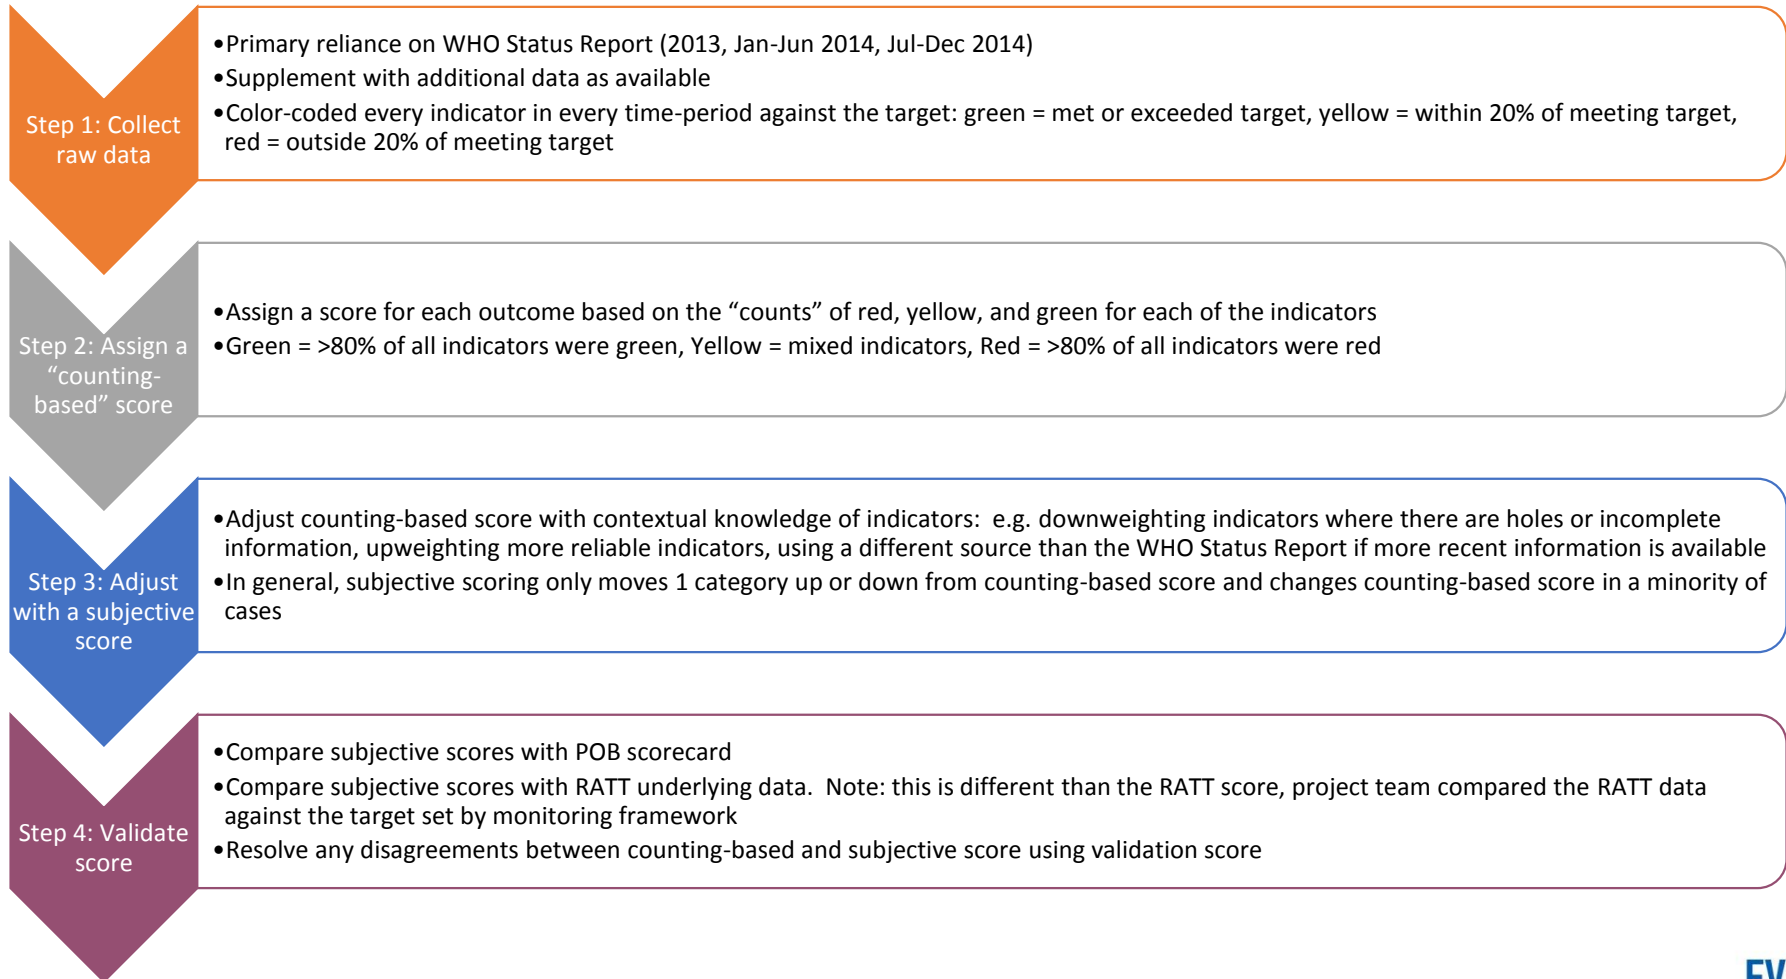 Step 1: Collect
raw data
•Primary reliance on WHO Status Report (2013, Jan-Jun 2014, Jul-Dec 2014)
•Supplement with additional data as available
•Color-coded every indicator in every time-period against the target: green = met or exceeded target, yellow = within 20% of meeting target,
red = outside 20% of meeting target
Step 2: Assign a
“counting-
based” score
•Assign a score for each outcome based on the “counts” of red, yellow, and green for each of the indicators
•Green = >80% of all indicators were green, Yellow = mixed indicators, Red = >80% of all indicators were red
Step 3: Adjust
with a subjective
score
•Adjust counting-based score with contextual knowledge of indicators:  e.g. downweighting indicators where there are holes or incomplete
information, upweighting more reliable indicators, using a different source than the WHO Status Report if more recent information is available
•In general, subjective scoring only moves 1 category up or down from counting-based score and changes counting-based score in a minority of
cases
Step 4: Validate
score
•Compare subjective scores with POB scorecard
•Compare subjective scores with RATT underlying data.  Note: this is different than the RATT score, project team compared the RATT data
against the target set by monitoring framework
•Resolve any disagreements between counting-based and subjective score using validation score